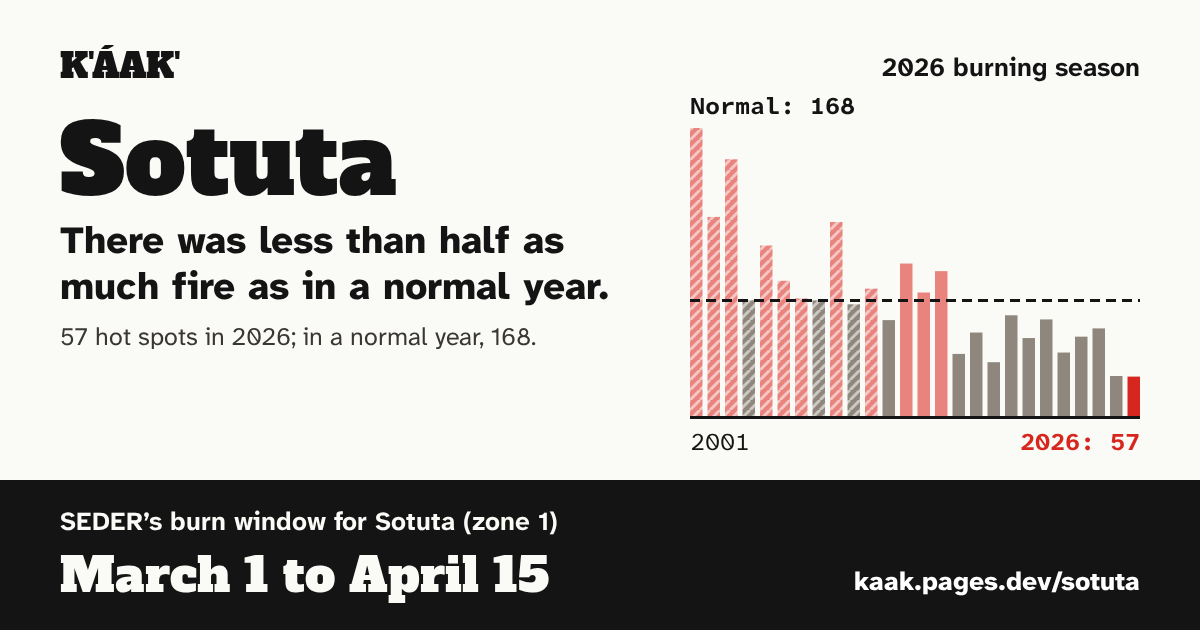 K'ÁAK'
2026 burning season
Sotuta
There was less than half as
much fire as in a normal year.
57 hot spots in 2026; in a normal year, 168.
Normal: 168
2001
2026: 57
SEDER’s burn window for Sotuta (zone 1)
March 1 to April 15
kaak.pages.dev/sotuta